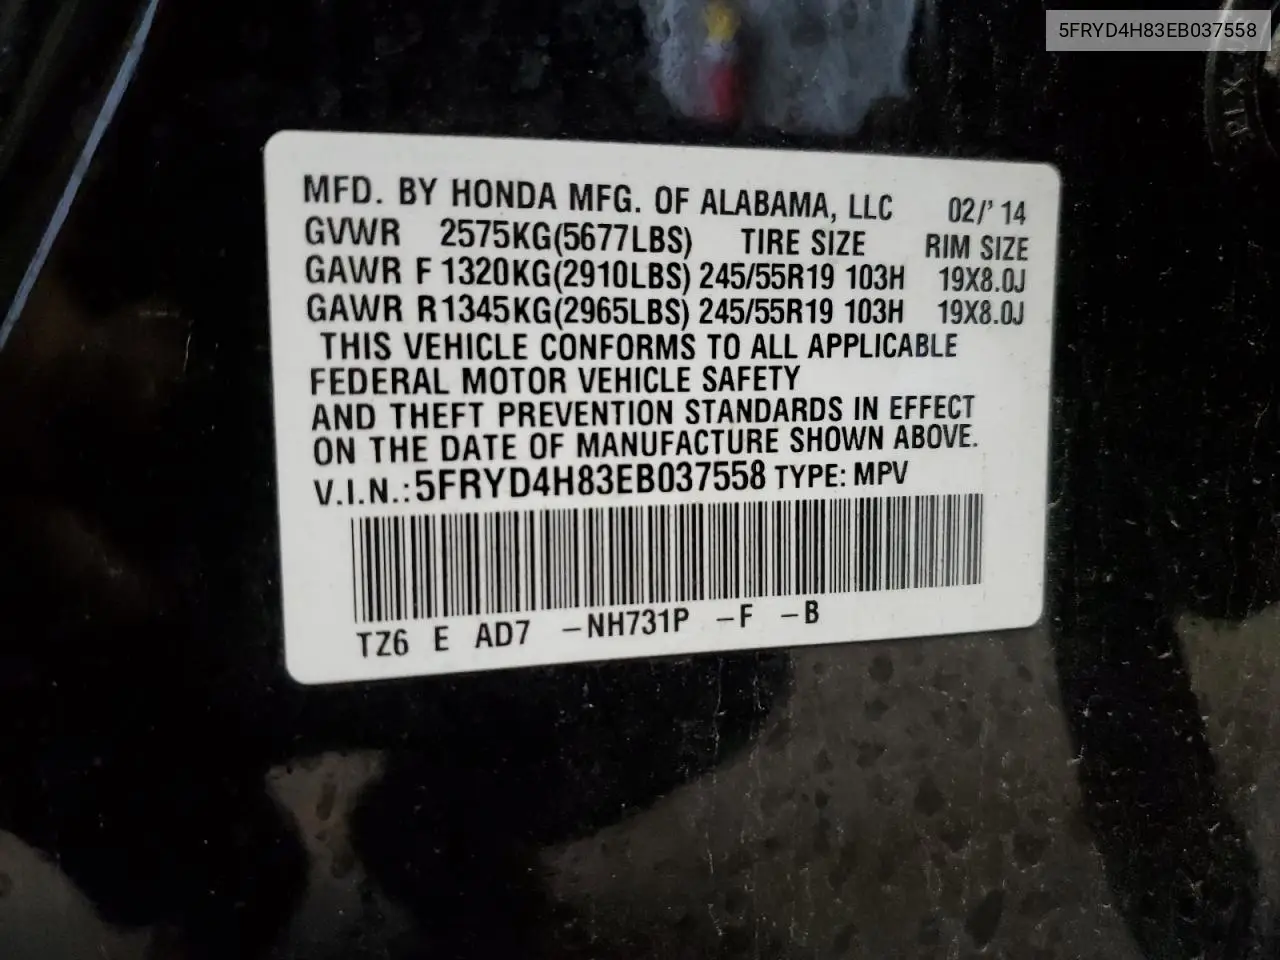 5FRYD4H83EB037558
MFD. BY HONDA MFG. OF ALABAMA, LLC 02/' 14
GVWR 2575KG(5677LBS) TIRE SIZE RIM SIZE
GAWR F 1320KG(2910LBS) 245/55R19 103H 19X8.0J
GAWR R1345KG(2965LBS) 245/55R19 103H 19X8.0J
THIS VEHICLE CONFORMS TO ALL APPLICABLE
FEDERAL MOTOR VEHICLE SAFETY
AND THEFT PREVENTION STANDARDS IN EFFECT
ON THE DATE OF MANUFACTURE SHOWN ABOVE.
V.I.N.:5FRYD4H83EB037558 TYPE: MPV
TZ6 E AD7 –NH731P –F –B